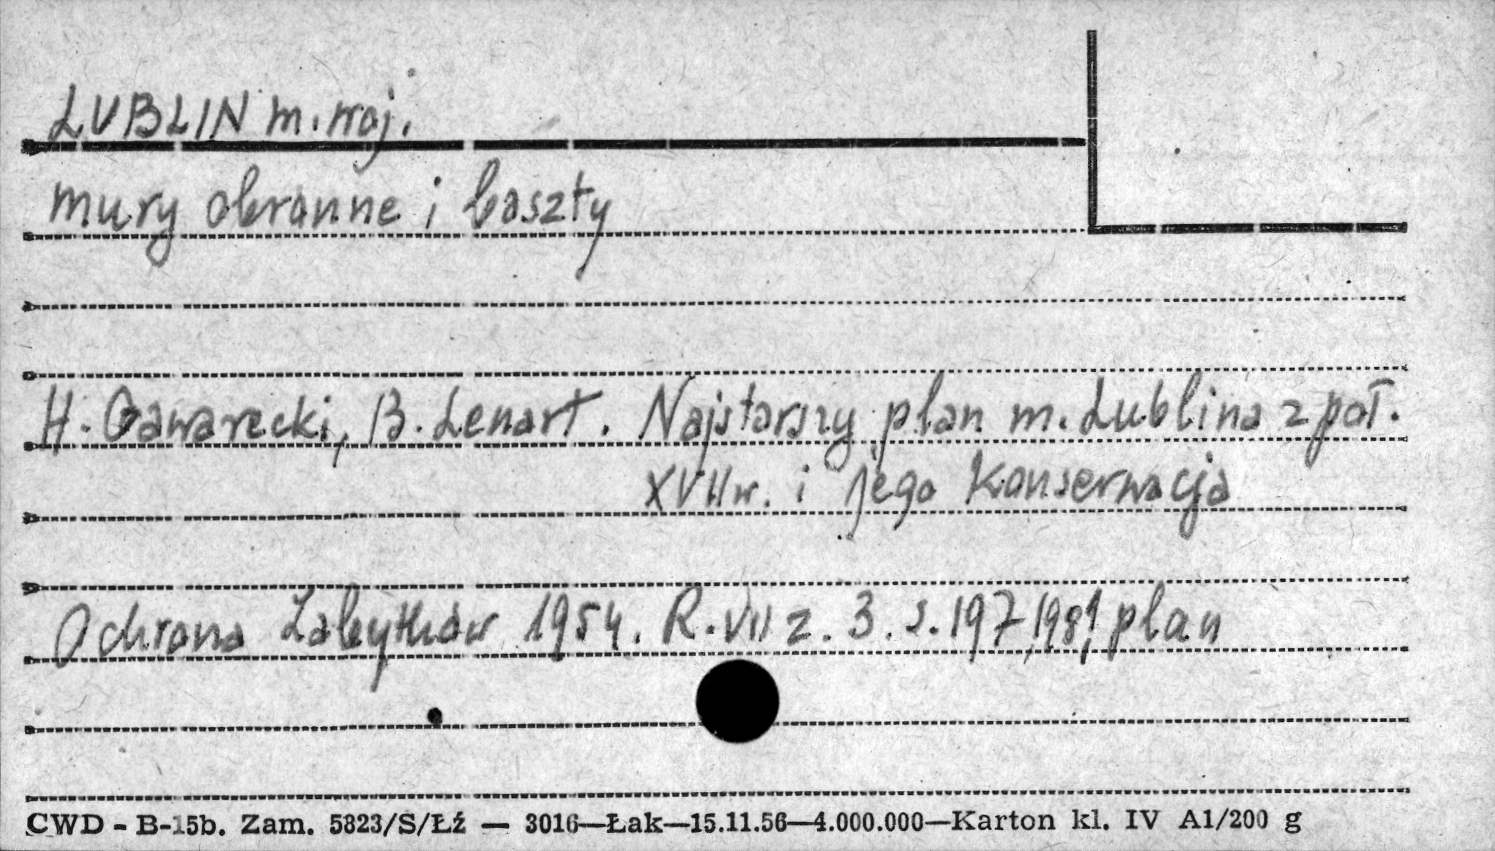 LUBLIN m. woj.
mury obronne i baszty
H. Gawarecki, B. Lenart. Najstarszy plan m. Lublina z poł.
XVII w. i jego konserwacja
Ochrona Zabytków 1954. R. VII z. 3. s. 197, 198, plan
CWD - B-15b. Zam. 5823/S/Łź — 3016—Łak—15.11.56—4.000.000—Karton kl. IV A1/200 g